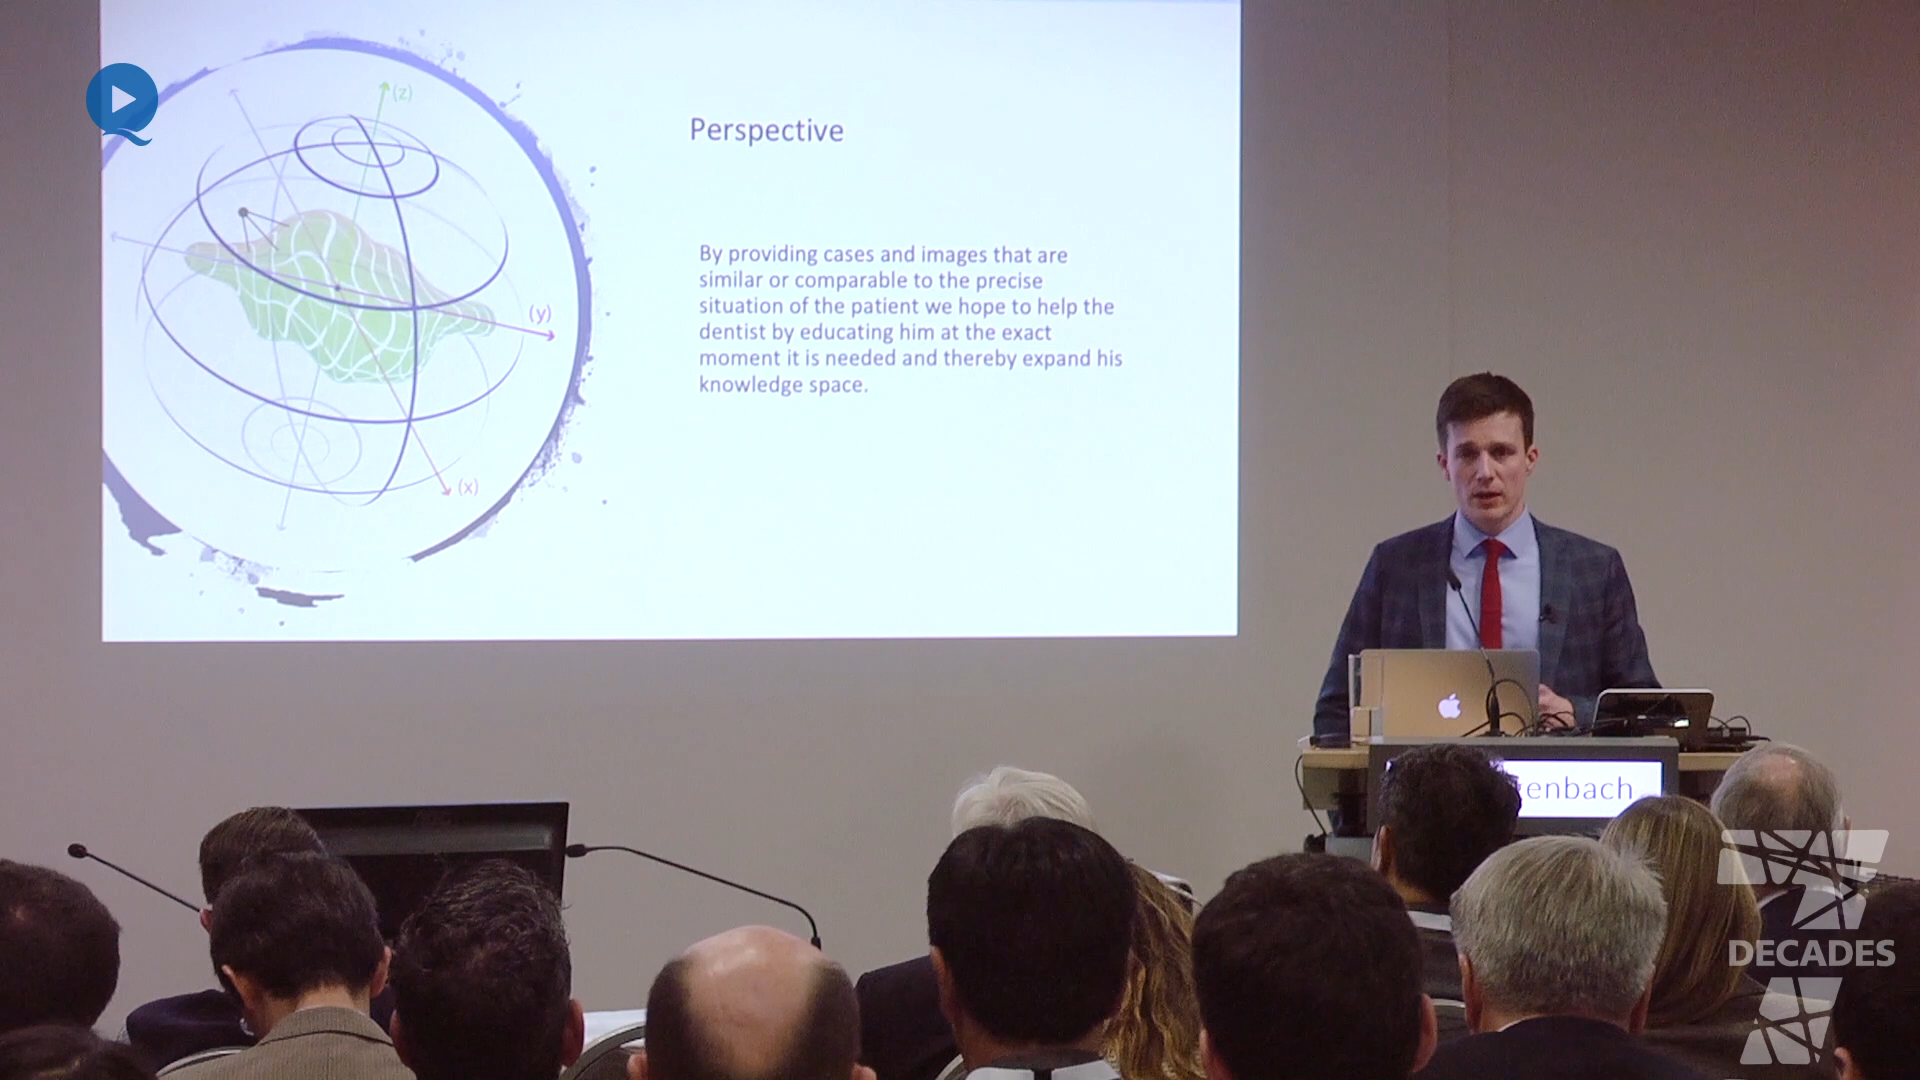 (z)
Perspective
By providing cases and images that are
similar or comparable to the precise
situation of the patient we hope to help the
dentist by educating him at the exact
moment it is needed and thereby expand his
knowledge space.
(y)
(x)
genbach
DECADES